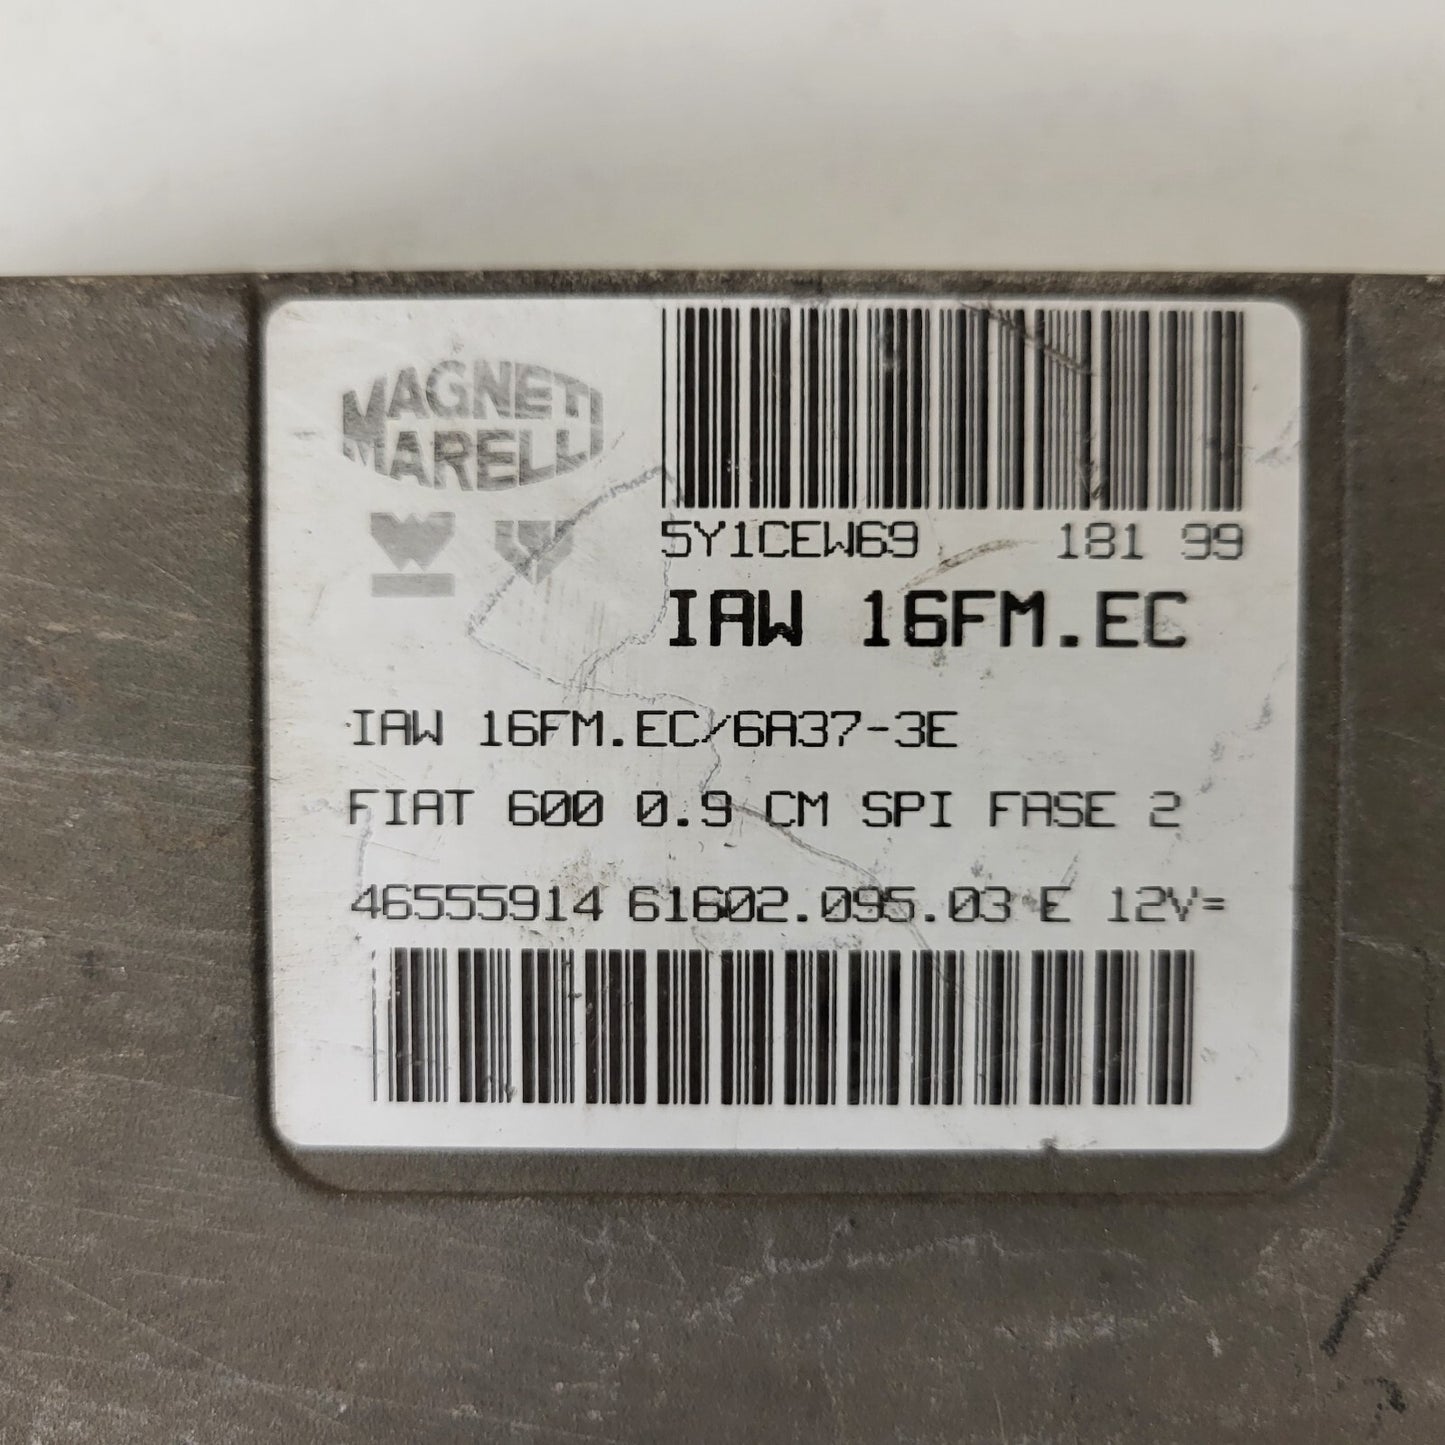 MAGNETI
MARELLI
5Y1CEW69 181 99
IAW 16FM.EC
IAW 16FM.EC/6A37-3E
FIAT 600 0.9 CM SPI FASE 2
46555914 61602.095.03 E 12V=